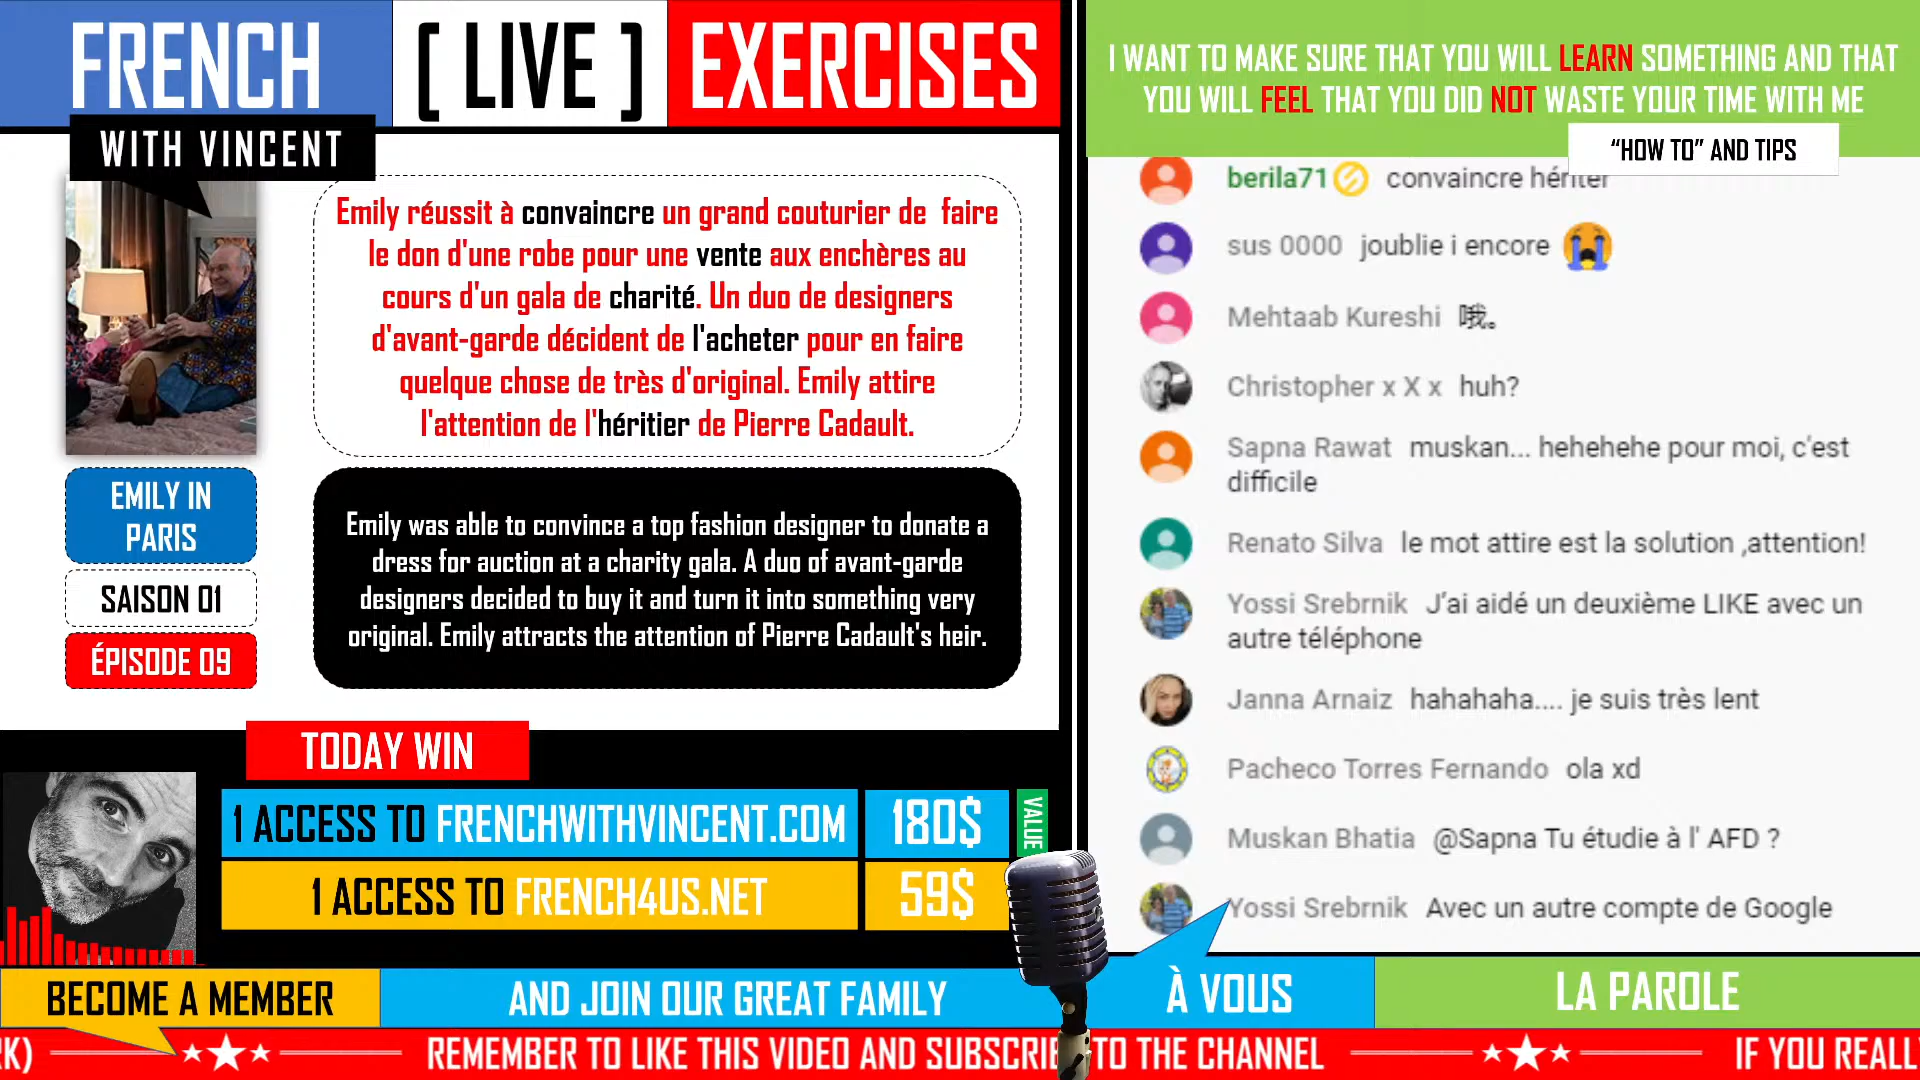 FRENCH
[ LIVE ]
EXERCISES
WITH VINCENT
Emily réussit à convaincre un grand couturier de faire
le don d'une robe pour une vente aux enchères au
cours d'un gala de charité. Un duo de designers
d'avant-garde décident de l'acheter pour en faire
quelque chose de très d'original. Emily attire
l'attention de l'héritier de Pierre Cadault.
EMILY IN
PARIS
SAISON 01
ÉPISODE 09
Emily was able to convince a top fashion designer to donate a
dress for auction at a charity gala. A duo of avant-garde
designers decided to buy it and turn it into something very
original. Emily attracts the attention of Pierre Cadault's heir.
TODAY WIN
1 ACCESS TO FRENCHWITHVINCENT.COM
180$
VALUE
1 ACCESS TO FRENCH4US.NET
59$
BECOME A MEMBER
AND JOIN OUR GREAT FAMILY
I WANT TO MAKE SURE THAT YOU WILL LEARN SOMETHING AND THAT
YOU WILL FEEL THAT YOU DID NOT WASTE YOUR TIME WITH ME
“HOW TO” AND TIPS
berila71 convaincre hériter
sus 0000 joublie i encore
Mehtaab Kureshi 哦。
Christopher x X x huh?
Sapna Rawat muskan... hehehehe pour moi, c'est
difficile
Renato Silva le mot attire est la solution ,attention!
Yossi Srebrnik J'ai aidé un deuxième LIKE avec un
autre téléphone
Janna Arnaiz hahahaha.... je suis très lent
Pacheco Torres Fernando ola xd
Muskan Bhatia @Sapna Tu étudie à l' AFD ?
Yossi Srebrnik Avec un autre compte de Google
À VOUS
LA PAROLE
RK)
REMEMBER TO LIKE THIS VIDEO AND SUBSCRIBE TO THE CHANNEL
IF YOU REALL